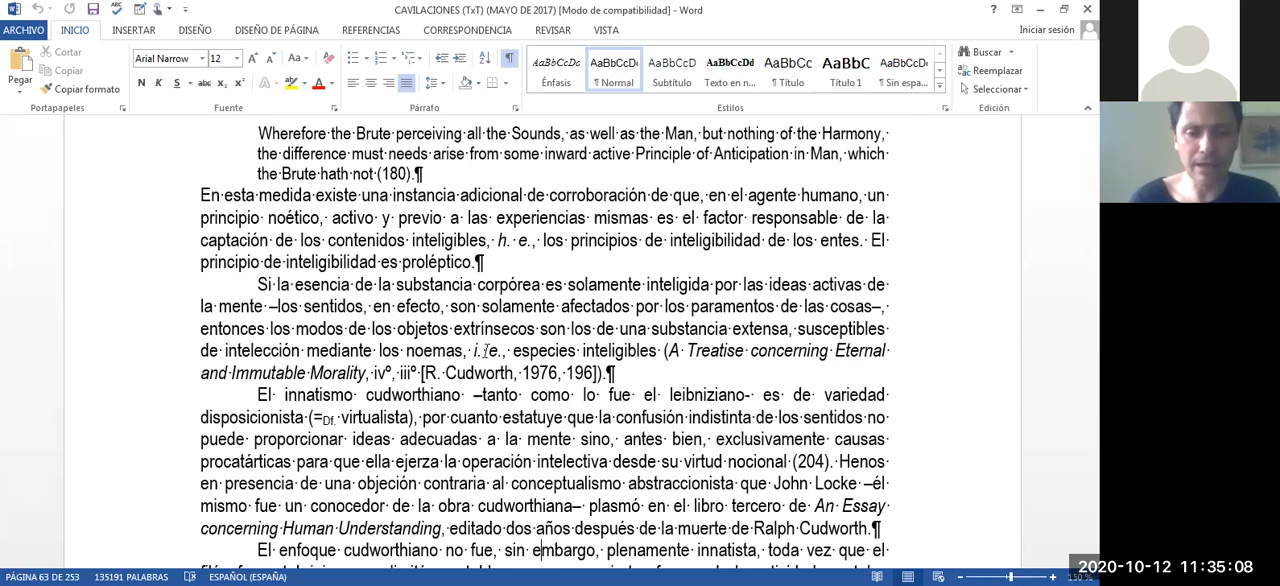 CAVILACIONES (TxT) (MAYO DE 2017) [Modo de compatibilidad] - Word
ARCHIVO INICIO INSERTAR DISEÑO DISEÑO DE PÁGINA REFERENCIAS CORRESPONDENCIA REVISAR VISTA Iniciar sesión
Pegar
Cortar
Copiar
Copiar formato
Portapapeles
Arial Narrow 12
N K S abc x₂ x²
Fuente
Párrafo
AaBbCcDc Énfasis
AaBbCcD ¶ Normal
AaBbCcD Subtítulo
AaBbCcDd Texto en n...
AaBbCc ¶ Título
AaBbC Título 1
AaBbCcD ¶ Sin espa...
Estilos
Buscar
Reemplazar
Seleccionar
Edición
Wherefore the Brute perceiving all the Sounds, as well as the Man, but nothing of the Harmony,
the difference must needs arise from some inward active Principle of Anticipation in Man, which
the Brute hath not (180).¶
En esta medida existe una instancia adicional de corroboración de que, en el agente humano, un
principio noético, activo y previo a las experiencias mismas es el factor responsable de la
captación de los contenidos inteligibles, h. e., los principios de inteligibilidad de los entes. El
principio de inteligibilidad es proléptico.¶
Si la esencia de la substancia corpórea es solamente inteligida por las ideas activas de
la mente –los sentidos, en efecto, son solamente afectados por los paramentos de las cosas–,
entonces los modos de los objetos extrínsecos son los de una substancia extensa, susceptibles
de intelección mediante los noemas, i. e., especies inteligibles (A Treatise concerning Eternal
and Immutable Morality, ivº, iiiº [R. Cudworth, 1976, 196]).¶
El innatismo cudworthiano –tanto como lo fue el leibniziano- es de variedad
disposicionista (=Df. virtualista), por cuanto estatuye que la confusión indistinta de los sentidos no
puede proporcionar ideas adecuadas a la mente sino, antes bien, exclusivamente causas
procatárticas para que ella ejerza la operación intelectiva desde su virtud nocional (204). Henos
en presencia de una objeción contraria al conceptualismo abstraccionista que John Locke –él
mismo fue un conocedor de la obra cudworthiana– plasmó en el libro tercero de An Essay
concerning Human Understanding, editado dos años después de la muerte de Ralph Cudworth.¶
El enfoque cudworthiano no fue, sin embargo, plenamente innatista, toda vez que el
PÁGINA 63 DE 253 135191 PALABRAS ESPAÑOL (ESPAÑA) 150 %
2020-10-12 11:35:08